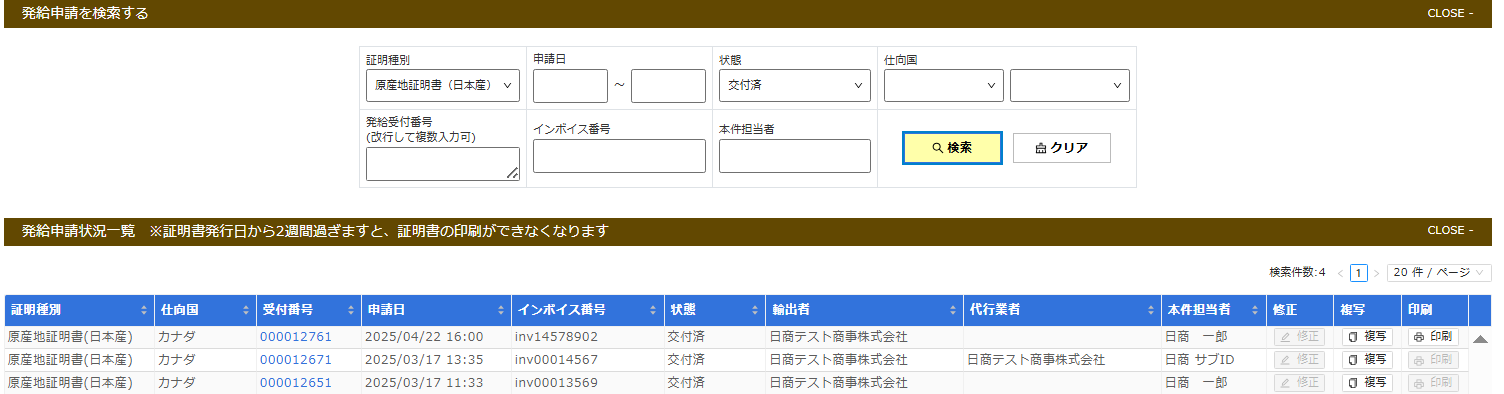 発給申請を検索する CLOSE -
証明種別 申請日 状態 仕向国
原産地証明書（日本産） ～ 交付済
発給受付番号
(改行して複数入力可) インボイス番号 本件担当者
検索 クリア
発給申請状況一覧　※証明書発行日から2週間過ぎますと、証明書の印刷ができなくなります CLOSE -
検索件数:4 < 1 > 20 件 / ページ
証明種別 仕向国 受付番号 申請日 インボイス番号 状態 輸出者 代行業者 本件担当者 修正 複写 印刷
原産地証明書(日本産) カナダ 000012761 2025/04/22 16:00 inv14578902 交付済 日商テスト商事株式会社 日商　一郎 修正 複写 印刷
原産地証明書(日本産) カナダ 000012671 2025/03/17 13:35 inv00014567 交付済 日商テスト商事株式会社 日商テスト商事株式会社 日商 サブID 修正 複写 印刷
原産地証明書(日本産) カナダ 000012651 2025/03/17 11:33 inv00013569 交付済 日商テスト商事株式会社 日商　一郎 修正 複写 印刷